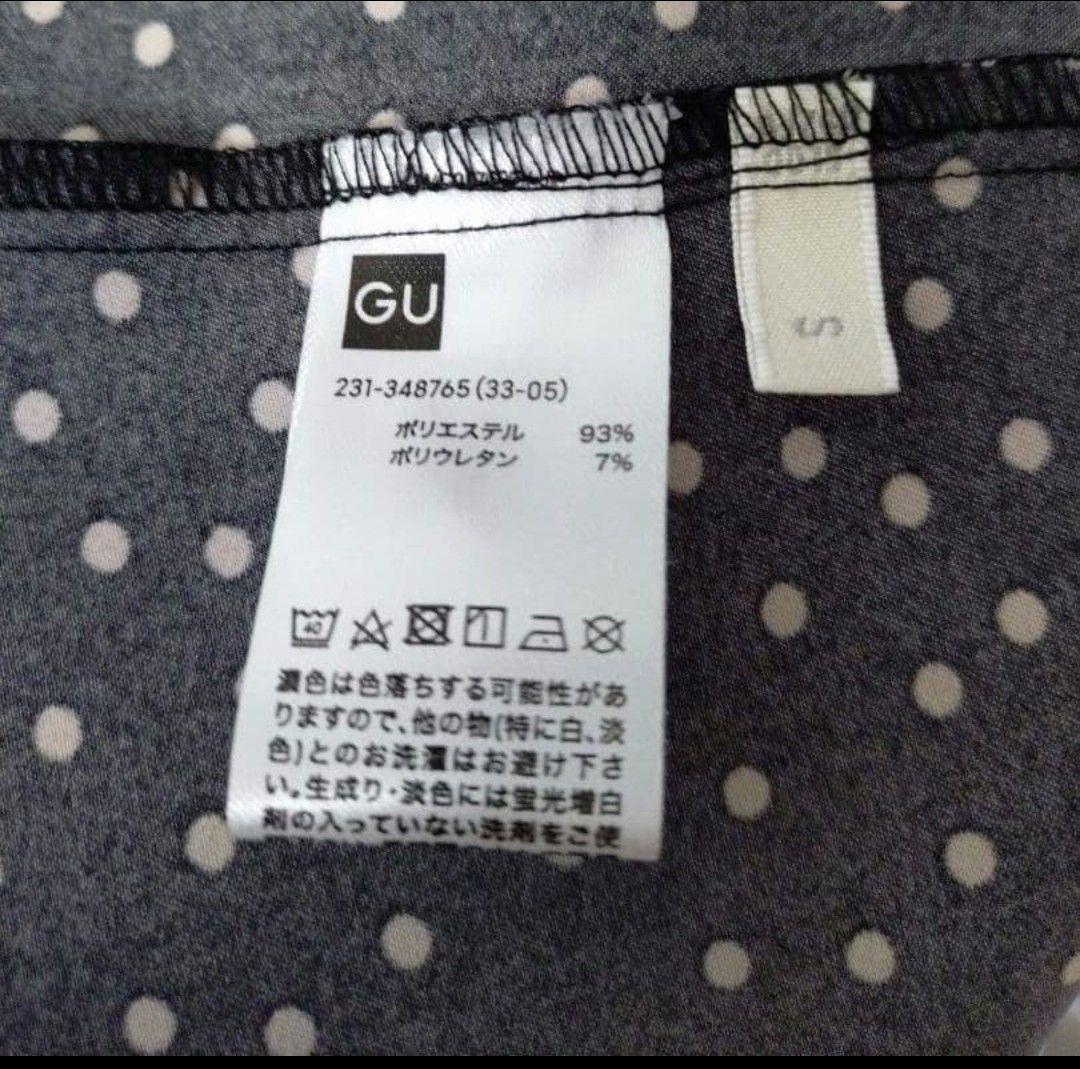 GU
231-348765(33-05)
ポリエステル 93%
ポリウレタン 7%
40
濃色は色落ちする可能性があ
りますので、他の物(特に白、淡
色)とのお洗濯はお避け下さ
い。生成り・淡色には蛍光増白
剤の入っていない洗剤をご使
S